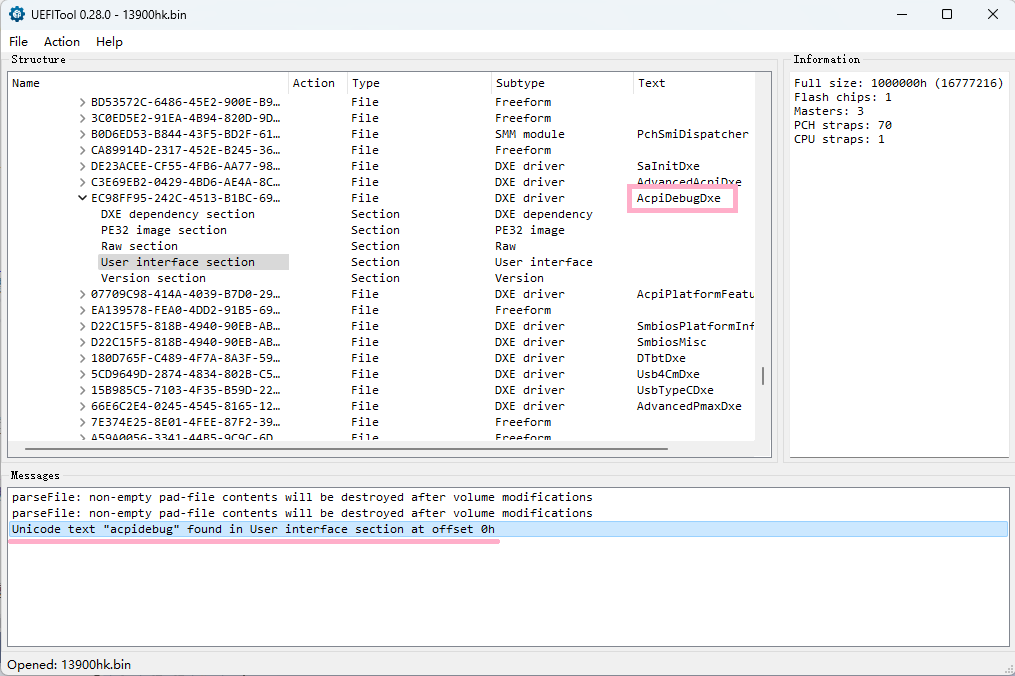 UEFITool 0.28.0 - 13900hk.bin
File Action Help
Structure
Name Action Type Subtype Text
BD53572C-6486-45E2-900E-B9… File Freeform
3C0ED5E2-91EA-4B94-820D-9D… File Freeform
B0D6ED53-B844-43F5-BD2F-61… File SMM module PchSmiDispatcher
CA89914D-2317-452E-B245-36… File Freeform
DE23ACEE-CF55-4FB6-AA77-98… File DXE driver SaInitDxe
C3E69EB2-0429-4BD6-AE4A-8C… File DXE driver AdvancedAcpiDxe
EC98FF95-242C-4513-B1BC-69… File DXE driver AcpiDebugDxe
DXE dependency section Section DXE dependency
PE32 image section Section PE32 image
Raw section Section Raw
User interface section Section User interface
Version section Section Version
07709C98-414A-4039-B7D0-29… File DXE driver AcpiPlatformFeatu
EA139578-FEA0-4DD2-91B5-69… File Freeform
D22C15F5-818B-4940-90EB-AB… File DXE driver SmbiosPlatformInf
D22C15F5-818B-4940-90EB-AB… File DXE driver SmbiosMisc
180D765F-C489-4F7A-8A3F-59… File DXE driver DTbtDxe
5CD9649D-2874-4834-802B-C5… File DXE driver Usb4CmDxe
15B985C5-7103-4F35-B59D-22… File DXE driver UsbTypeCDxe
66E6C2E4-0245-4545-8165-12… File DXE driver AdvancedPmaxDxe
7E374E25-8E01-4FEE-87F2-39… File Freeform
A59A0056-3341-44B5-9C9C-6D… File Freeform
Information
Full size: 1000000h (16777216)
Flash chips: 1
Masters: 3
PCH straps: 70
CPU straps: 1
Messages
parseFile: non-empty pad-file contents will be destroyed after volume modifications
parseFile: non-empty pad-file contents will be destroyed after volume modifications
Unicode text "acpidebug" found in User interface section at offset 0h
Opened: 13900hk.bin